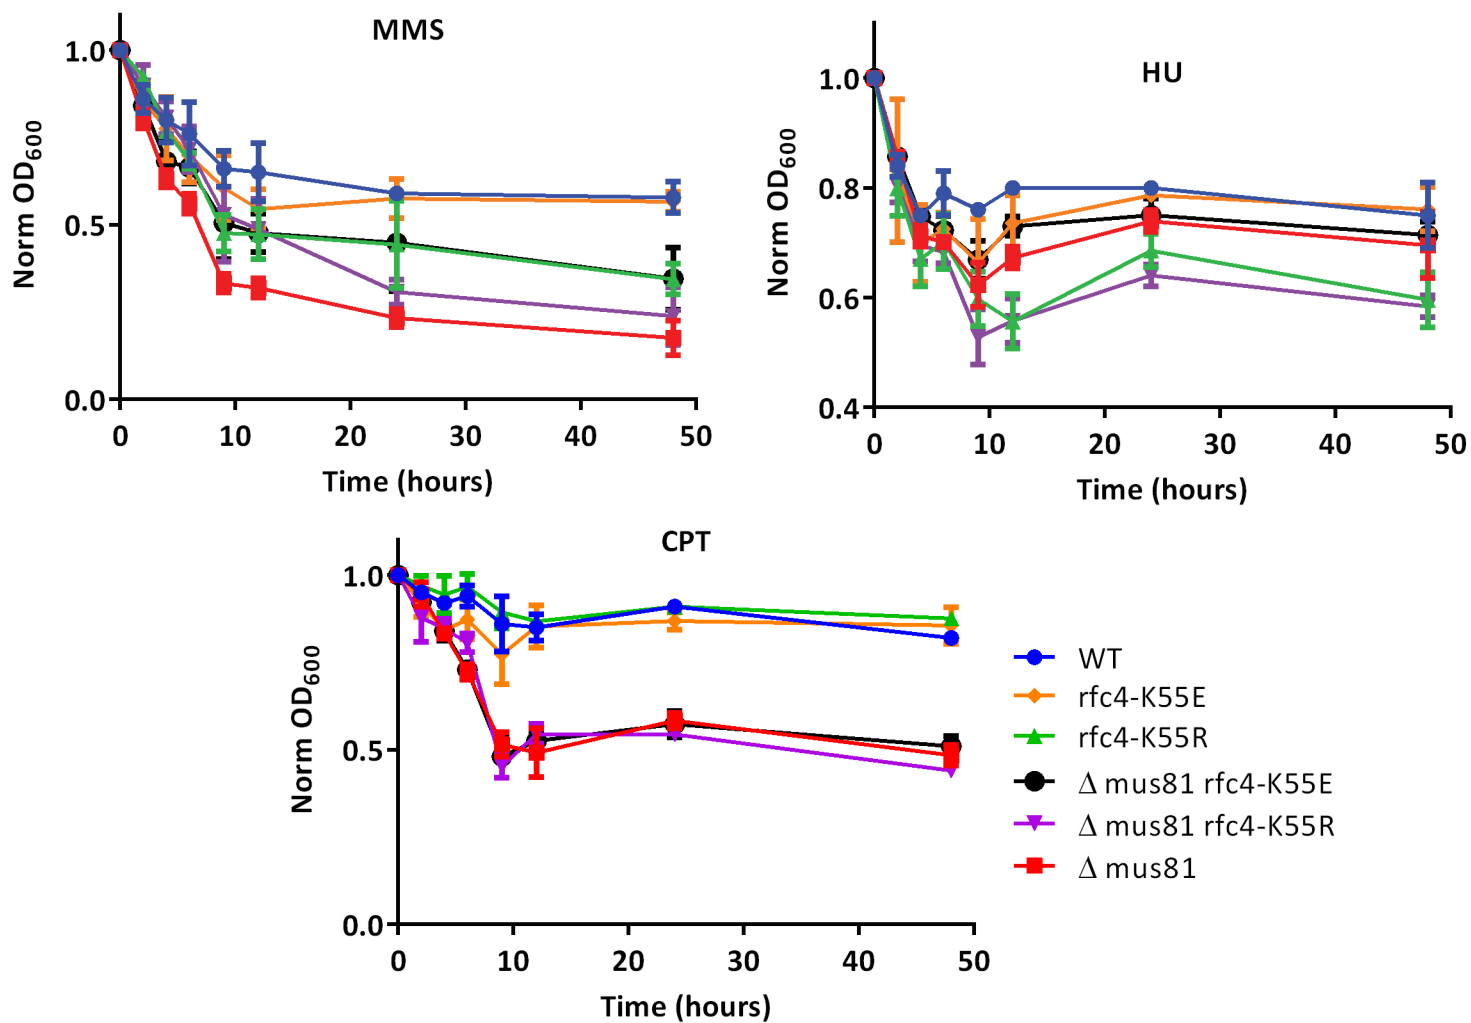 MMS
1.0
0.5
0.0
Norm OD600
0 10 20 30 40 50
Time (hours)
HU
1.0
0.8
0.6
0.4
Norm OD600
0 10 20 30 40 50
Time (hours)
CPT
1.0
0.5
0.0
Norm OD600
0 10 20 30 40 50
Time (hours)
WT
rfc4-K55E
rfc4-K55R
Δ mus81 rfc4-K55E
Δ mus81 rfc4-K55R
Δ mus81